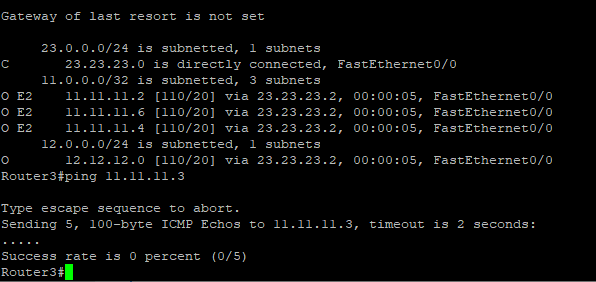 Gateway of last resort is not set
     23.0.0.0/24 is subnetted, 1 subnets
C       23.23.23.0 is directly connected, FastEthernet0/0
     11.0.0.0/32 is subnetted, 3 subnets
O E2    11.11.11.2 [110/20] via 23.23.23.2, 00:00:05, FastEthernet0/0
O E2    11.11.11.6 [110/20] via 23.23.23.2, 00:00:05, FastEthernet0/0
O E2    11.11.11.4 [110/20] via 23.23.23.2, 00:00:05, FastEthernet0/0
     12.0.0.0/24 is subnetted, 1 subnets
O       12.12.12.0 [110/20] via 23.23.23.2, 00:00:05, FastEthernet0/0
Router3#ping 11.11.11.3
Type escape sequence to abort.
Sending 5, 100-byte ICMP Echos to 11.11.11.3, timeout is 2 seconds:
.....
Success rate is 0 percent (0/5)
Router3#